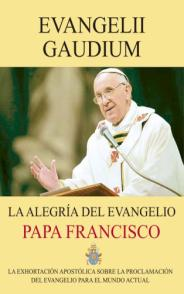 EVANGELII
GAUDIUM
LA ALEGRÍA DEL EVANGELIO
PAPA FRANCISCO
LA EXHORTACIÓN APOSTÓLICA SOBRE LA PROCLAMACIÓN
DEL EVANGELIO PARA EL MUNDO ACTUAL